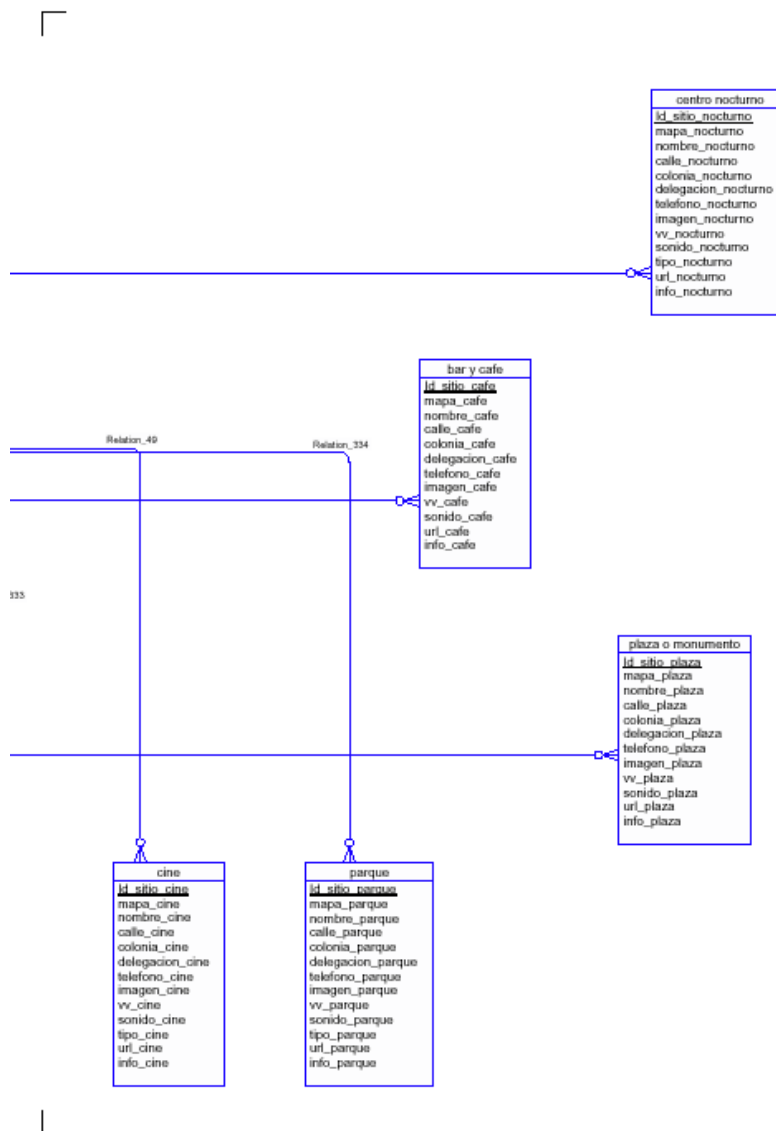 centro nocturno
Id_sitio_nocturno
mapa_nocturno
nombre_nocturno
calle_nocturno
colonia_nocturno
delegacion_nocturno
telefono_nocturno
imagen_nocturno
vv_nocturno
sonido_nocturno
tipo_nocturno
url_nocturno
info_nocturno
bar y cafe
Id_sitio_cafe
mapa_cafe
nombre_cafe
calle_cafe
colonia_cafe
delegacion_cafe
telefono_cafe
imagen_cafe
vv_cafe
sonido_cafe
url_cafe
info_cafe
Relation_49
Relation_334
333
plaza o monumento
Id_sitio_plaza
mapa_plaza
nombre_plaza
calle_plaza
colonia_plaza
delegacion_plaza
telefono_plaza
imagen_plaza
vv_plaza
sonido_plaza
url_plaza
info_plaza
cine
Id_sitio_cine
mapa_cine
nombre_cine
calle_cine
colonia_cine
delegacion_cine
telefono_cine
imagen_cine
vv_cine
sonido_cine
tipo_cine
url_cine
info_cine
parque
Id_sitio_parque
mapa_parque
nombre_parque
calle_parque
colonia_parque
delegacion_parque
telefono_parque
imagen_parque
vv_parque
sonido_parque
tipo_parque
url_parque
info_parque